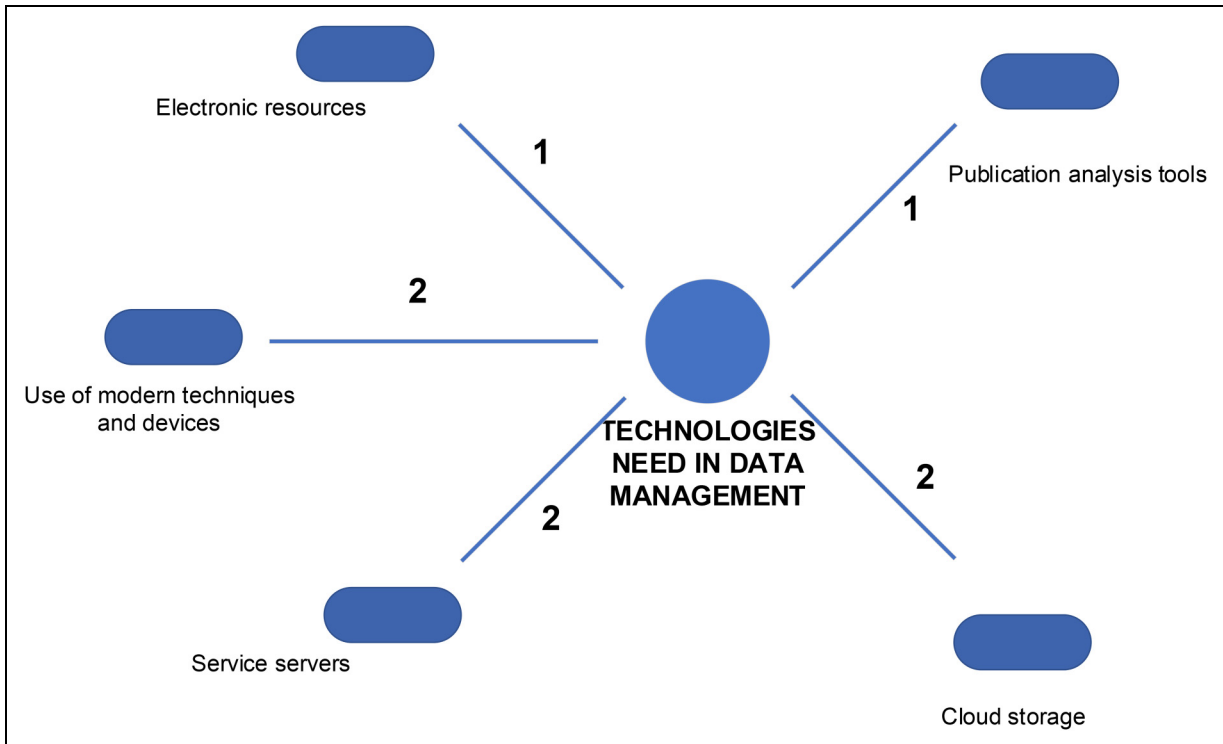 Electronic resources
1
Publication analysis tools
1
2
Use of modern techniques
and devices
TECHNOLOGIES
NEED IN DATA
MANAGEMENT
2
2
Service servers
Cloud storage